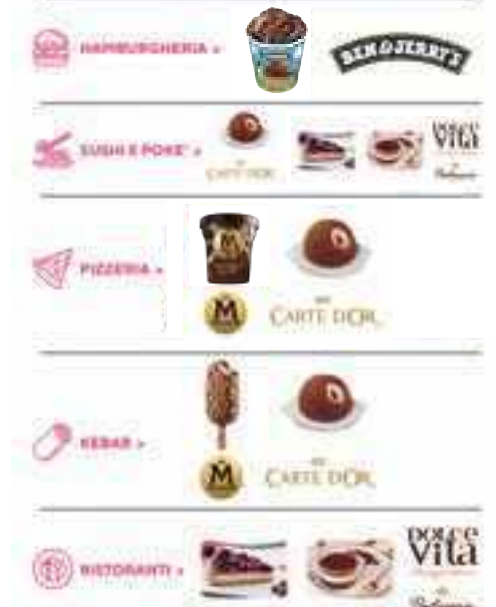 HAMBURGHERIA >
BEN & JERRY'S
SUSHI E POKE' >
CARTE D'OR
DOLCE
Vita
PIZZERIA >
M
M
CARTE D'OR
KEBAB >
M
CARTE D'OR
RISTORANTI >
DOLCE
Vita